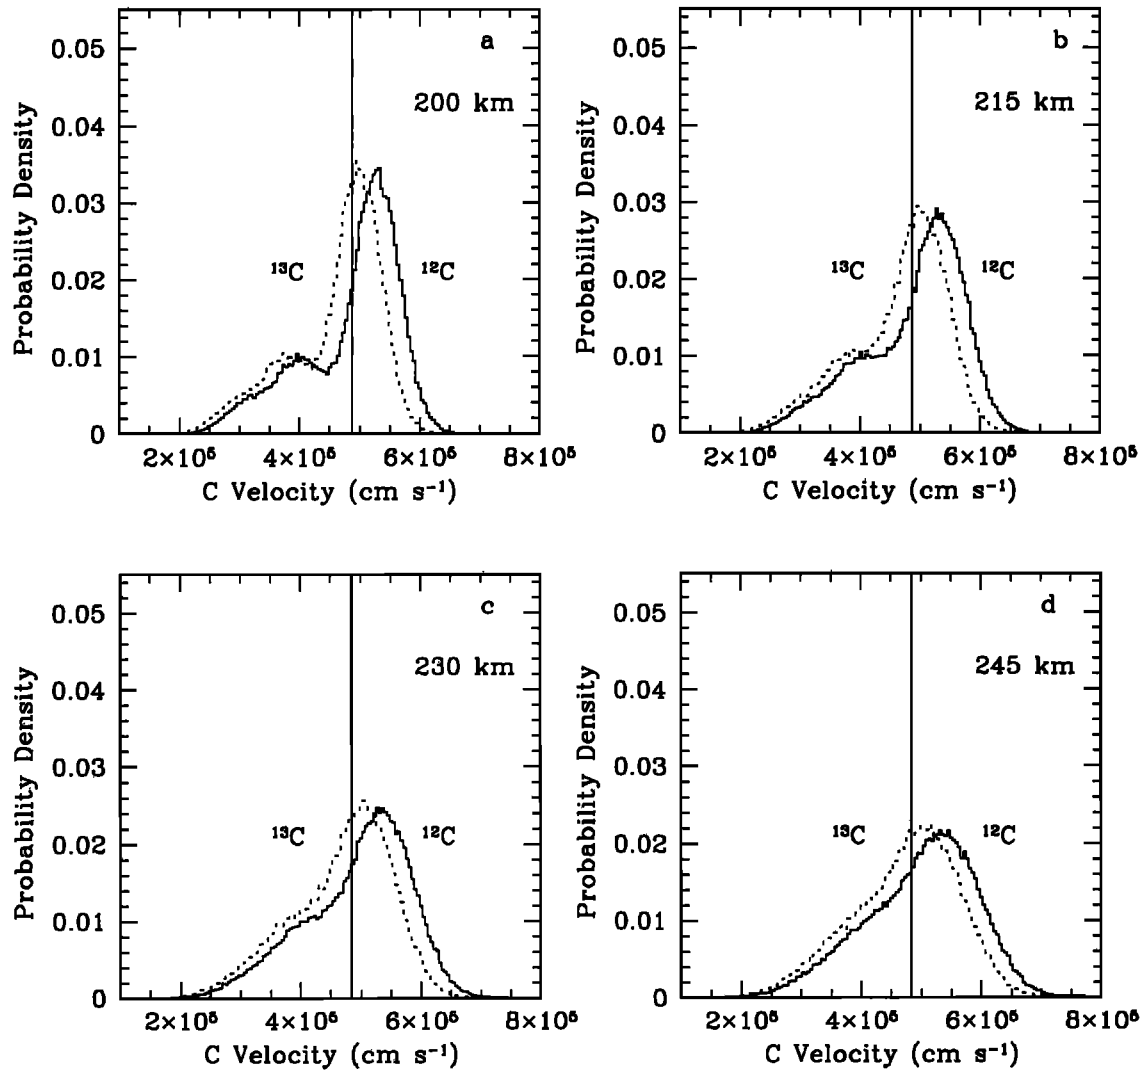 a
200 km
¹³C
¹²C
Probability Density
0.05
0.04
0.03
0.02
0.01
0
2×10⁵ 4×10⁵ 6×10⁵ 8×10⁵
C Velocity (cm s⁻¹)
b
215 km
¹³C
¹²C
Probability Density
0.05
0.04
0.03
0.02
0.01
0
2×10⁵ 4×10⁵ 6×10⁵ 8×10⁵
C Velocity (cm s⁻¹)
c
230 km
¹³C
¹²C
Probability Density
0.05
0.04
0.03
0.02
0.01
0
2×10⁵ 4×10⁵ 6×10⁵ 8×10⁵
C Velocity (cm s⁻¹)
d
245 km
¹³C
¹²C
Probability Density
0.05
0.04
0.03
0.02
0.01
0
2×10⁵ 4×10⁵ 6×10⁵ 8×10⁵
C Velocity (cm s⁻¹)